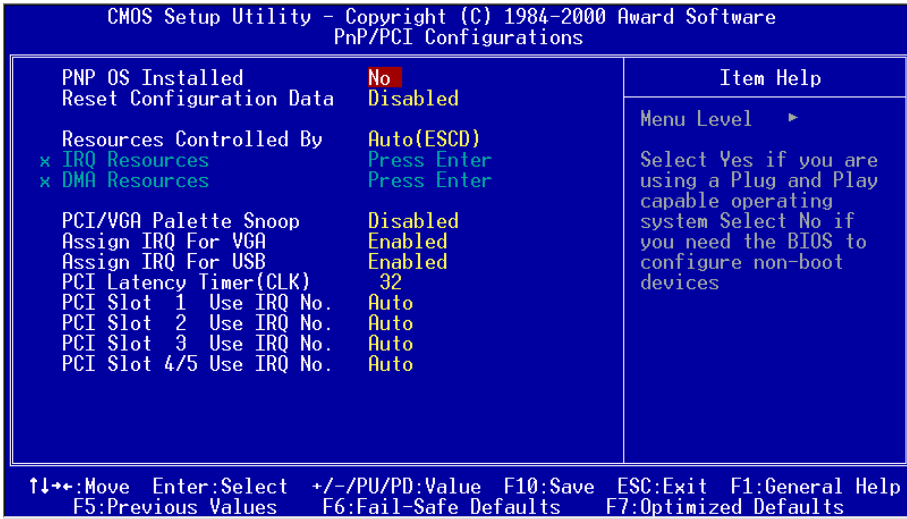 CMOS Setup Utility - Copyright (C) 1984-2000 Award Software
PnP/PCI Configurations
PNP OS Installed No
Reset Configuration Data Disabled
Resources Controlled By Auto(ESCD)
x IRQ Resources Press Enter
x DMA Resources Press Enter
PCI/VGA Palette Snoop Disabled
Assign IRQ For VGA Enabled
Assign IRQ For USB Enabled
PCI Latency Timer(CLK) 32
PCI Slot 1 Use IRQ No. Auto
PCI Slot 2 Use IRQ No. Auto
PCI Slot 3 Use IRQ No. Auto
PCI Slot 4/5 Use IRQ No. Auto
Item Help
Menu Level ▶
Select Yes if you are
using a Plug and Play
capable operating
system Select No if
you need the BIOS to
configure non-boot
devices
↑↓→←:Move Enter:Select +/-/PU/PD:Value F10:Save ESC:Exit F1:General Help
F5:Previous Values F6:Fail-Safe Defaults F7:Optimized Defaults